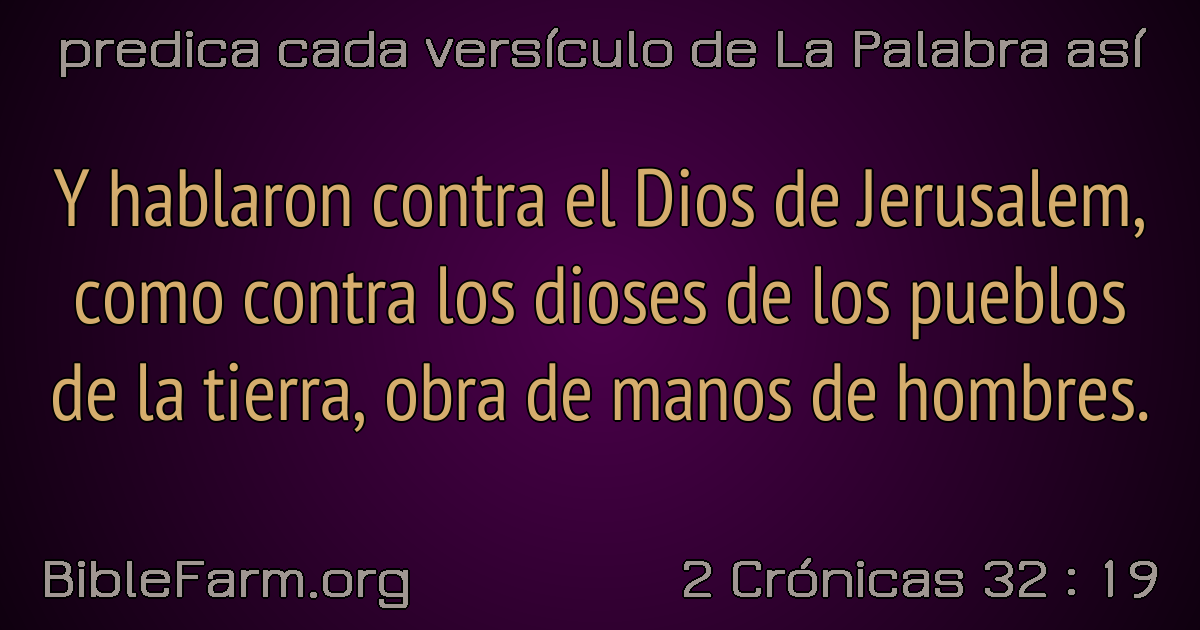 predica cada versículo de La Palabra así
Y hablaron contra el Dios de Jerusalem,
como contra los dioses de los pueblos
de la tierra, obra de manos de hombres.
BibleFarm.org
2 Crónicas 32 : 19